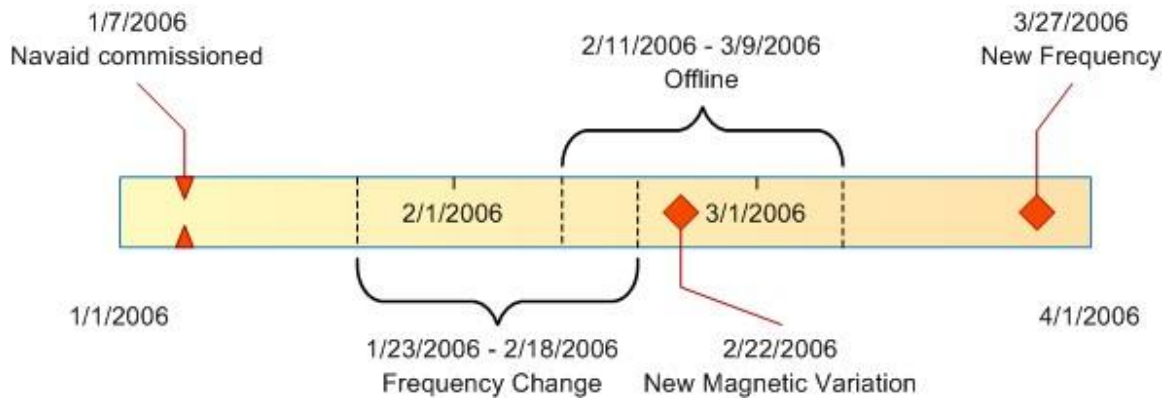 1/7/2006
Navaid commissioned
2/11/2006 - 3/9/2006
Offline
3/27/2006
New Frequency
2/1/2006
3/1/2006
1/1/2006
4/1/2006
1/23/2006 - 2/18/2006
Frequency Change
2/22/2006
New Magnetic Variation